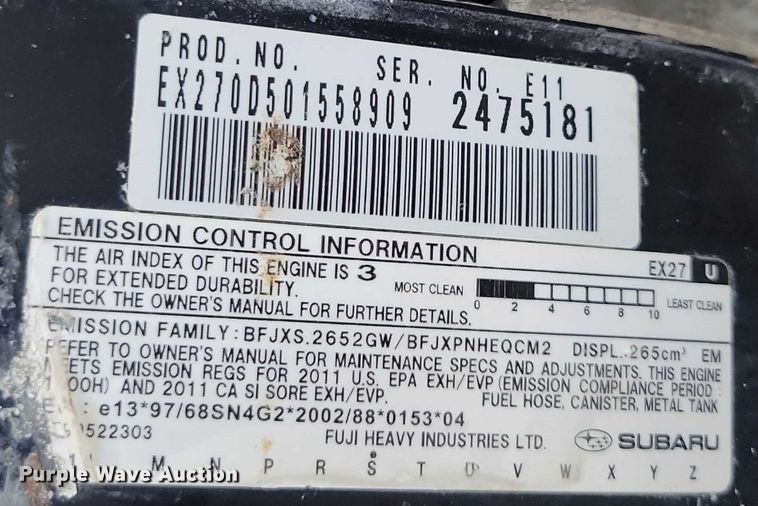 PROD. NO. SER. NO. E11
EX270D501558909 2475181
EMISSION CONTROL INFORMATION
EX27 U
THE AIR INDEX OF THIS ENGINE IS 3
FOR EXTENDED DURABILITY.
CHECK THE OWNER'S MANUAL FOR FURTHER DETAILS.
MOST CLEAN LEAST CLEAN
0 2 4 6 8 10
EMISSION FAMILY: BFJXS.2652GW/BFJXPNHEQCM2 DISPL.:265cm³ EM
REFER TO OWNER'S MANUAL FOR MAINTENANCE SPECS AND ADJUSTMENTS. THIS ENGINE
MEETS EMISSION REGS FOR 2011 U.S. EPA EXH/EVP (EMISSION COMPLIANCE PERIOD :
00H) AND 2011 CA SI SORE EXH/EVP. FUEL HOSE, CANISTER, METAL TANK
e13*97/68SN4G2*2002/88*0153*04
0522303 FUJI HEAVY INDUSTRIES LTD. SUBARU
M N P R S T U V W X Y Z
Purple Wave Auction